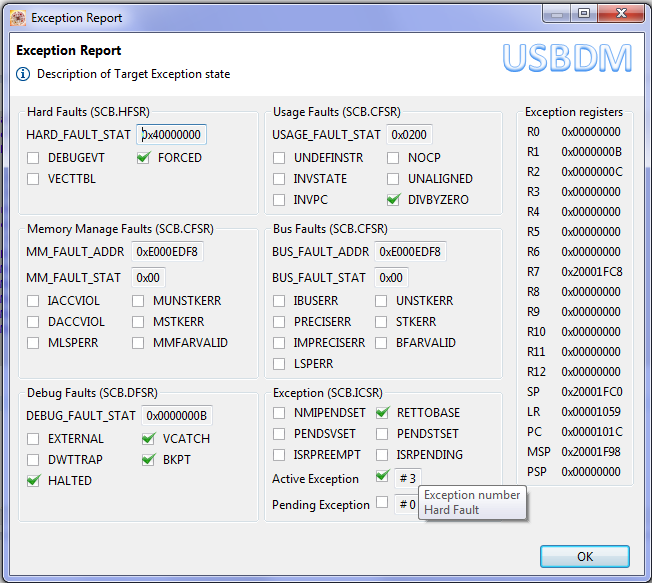 Exception Report
Exception Report
Description of Target Exception state
USBDM
Hard Faults (SCB.HFSR)
HARD_FAULT_STAT 0x40000000
DEBUGEVT FORCED
VECTTBL
Usage Faults (SCB.CFSR)
USAGE_FAULT_STAT 0x0200
UNDEFINSTR NOCP
INVSTATE UNALIGNED
INVPC DIVBYZERO
Memory Manage Faults (SCB.CFSR)
MM_FAULT_ADDR 0xE000EDF8
MM_FAULT_STAT 0x00
IACCVIOL MUNSTKERR
DACCVIOL MSTKERR
MLSPERR MMFARVALID
Bus Faults (SCB.CFSR)
BUS_FAULT_ADDR 0xE000EDF8
BUS_FAULT_STAT 0x00
IBUSERR UNSTKERR
PRECISERR STKERR
IMPRECISERR BFARVALID
LSPERR
Debug Faults (SCB.DFSR)
DEBUG_FAULT_STAT 0x0000000B
EXTERNAL VCATCH
DWTTRAP BKPT
HALTED
Exception (SCB.ICSR)
NMIPENDSET RETTOBASE
PENDSVSET PENDSTSET
ISRPREEMPT ISRPENDING
Active Exception # 3
Pending Exception # 0
Exception number
Hard Fault
Exception registers
R0 0x00000000
R1 0x0000000B
R2 0x0000000C
R3 0x00000000
R4 0x00000000
R5 0x00000000
R6 0x00000000
R7 0x20001FC8
R8 0x00000000
R9 0x00000000
R10 0x00000000
R11 0x00000000
R12 0x00000000
SP 0x20001FC0
LR 0x00001059
PC 0x0000101C
MSP 0x20001F98
PSP 0x00000000
OK